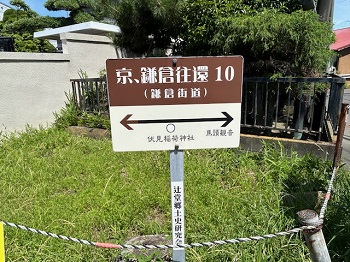 京、鎌倉往還 10
(鎌倉街道)
伏見稲荷神社
馬頭観音
辻堂郷土史研究会